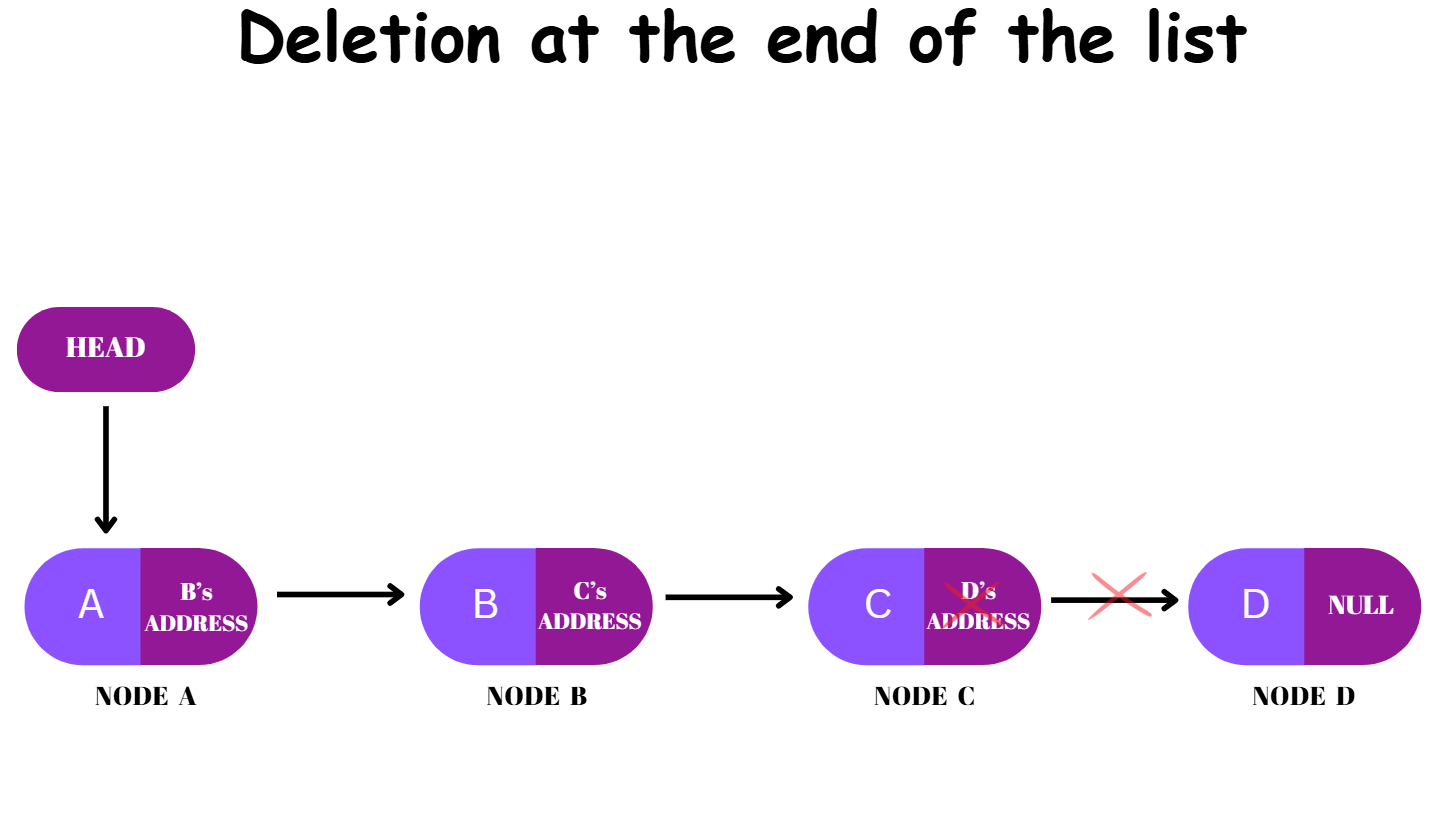 Deletion at the end of the list
HEAD
A
B's
ADDRESS
B
C's
ADDRESS
C
D's
ADDRESS
D
NULL
NODE A
NODE B
NODE C
NODE D